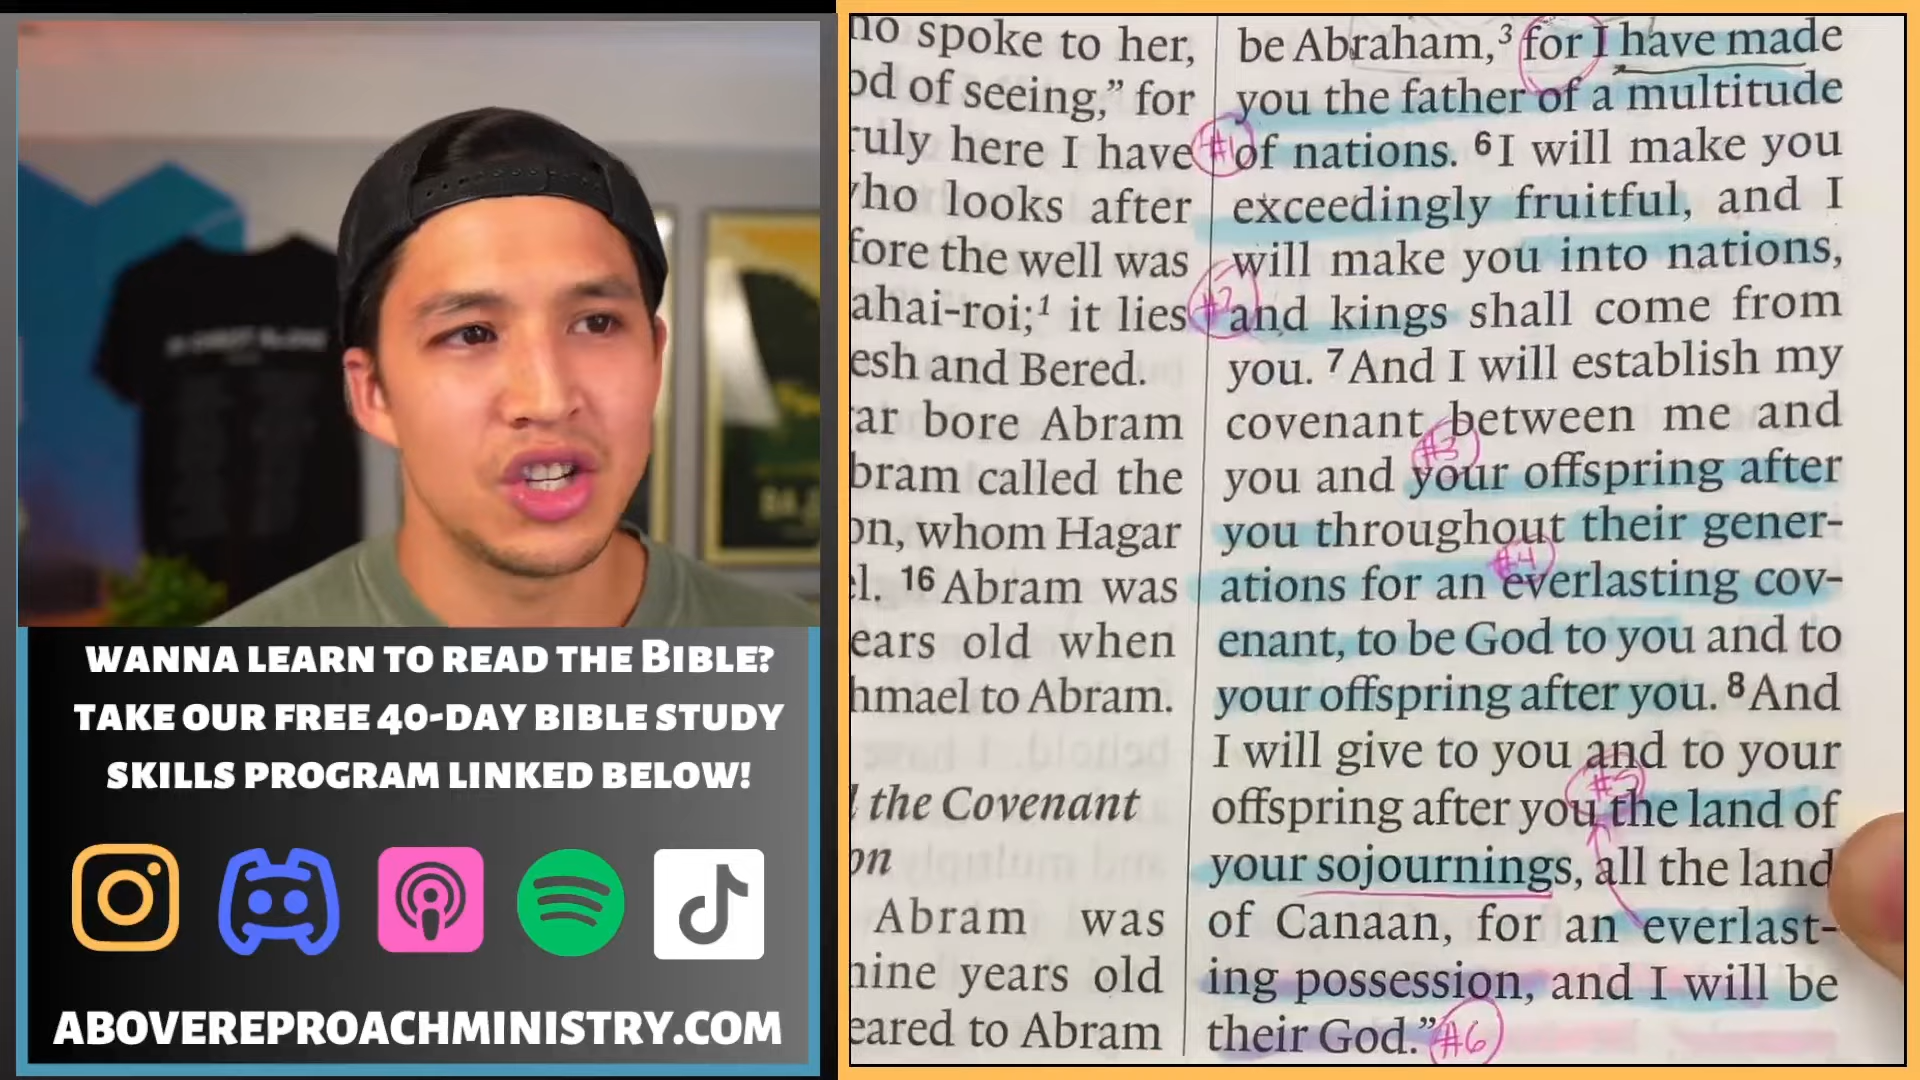 WANNA LEARN TO READ THE BIBLE?
TAKE OUR FREE 40-DAY BIBLE STUDY
SKILLS PROGRAM LINKED BELOW!
ABOVEREPROACHMINISTRY.COM
spoke to her,
of seeing," for
here I have
looks after
the well was
ahai-roi;¹ it lies
and Bered.
bore Abram
called the
whom Hagar
16 Abram was
old when
to Abram.
the Covenant
Abram was
years old
to Abram
be Abraham,³ for I have made
you the father of a multitude
#1 of nations. 6 I will make you
exceedingly fruitful, and I
will make you into nations,
#2 and kings shall come from
you. 7 And I will establish my
covenant between me and
#3
you and your offspring after
you throughout their gener-
#4
ations for an everlasting cov-
enant, to be God to you and to
your offspring after you. 8 And
I will give to you and to your
#5
offspring after you the land of
your sojournings, all the land
of Canaan, for an everlast-
ing possession, and I will be
their God." #6